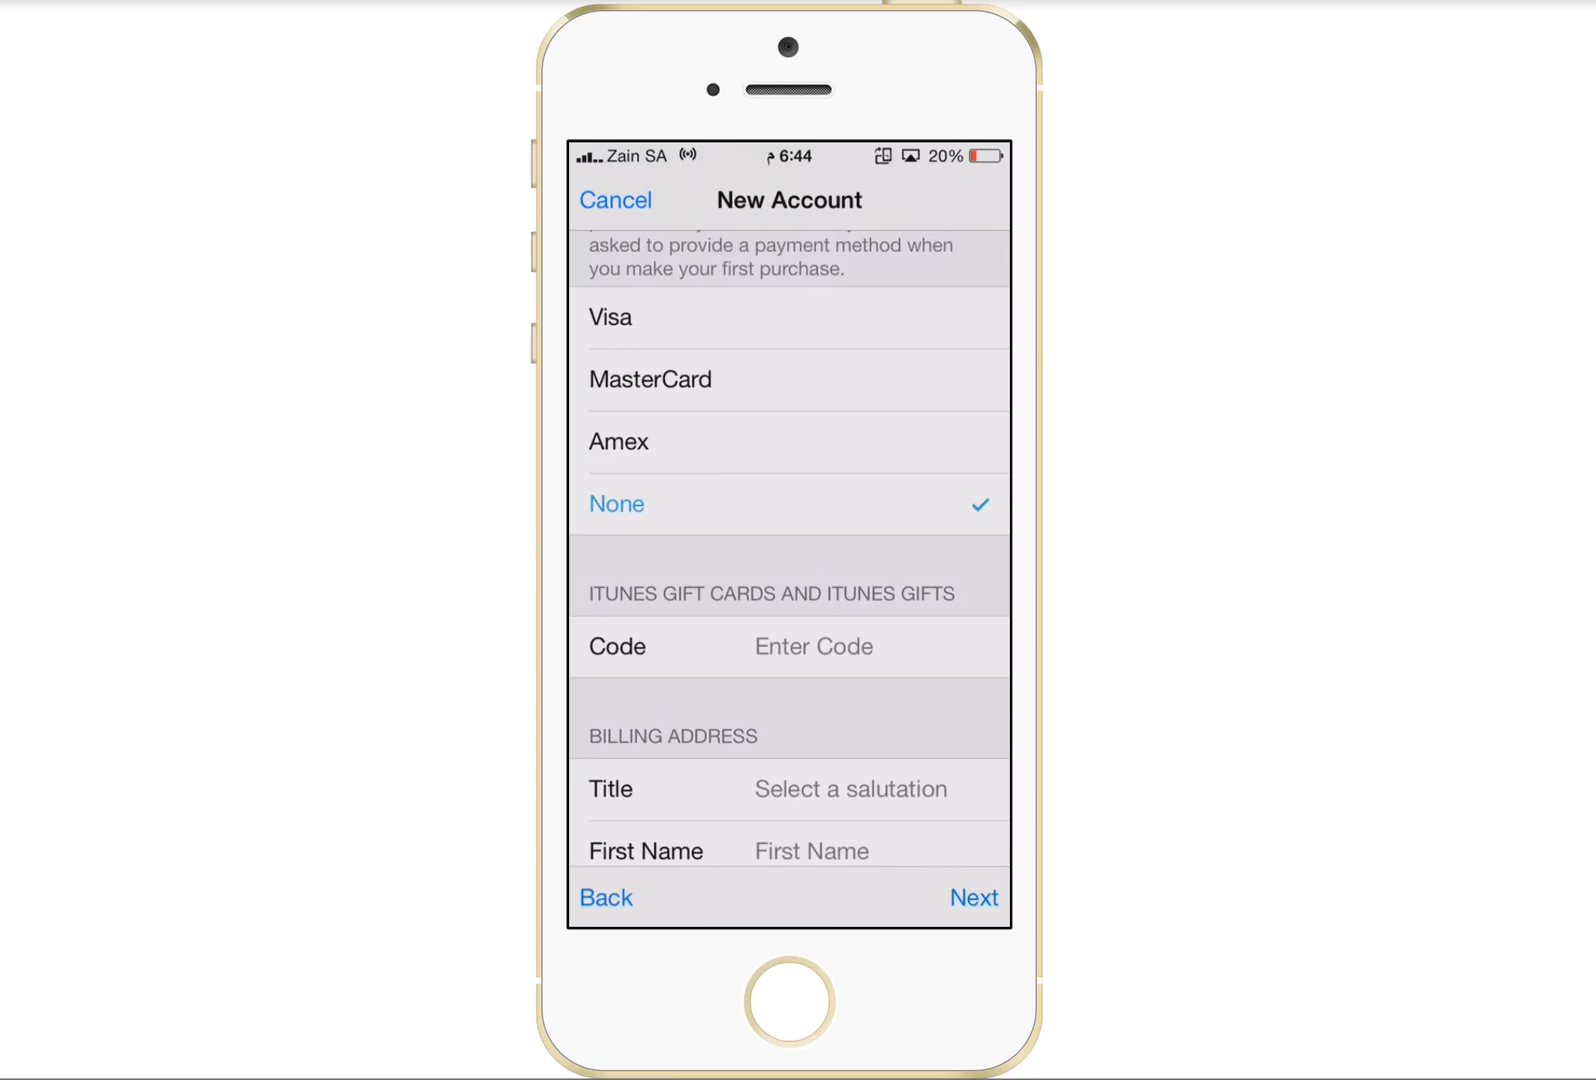 Zain SA 6:44 م 20%
Cancel New Account
asked to provide a payment method when
you make your first purchase.
Visa
MasterCard
Amex
None
ITUNES GIFT CARDS AND ITUNES GIFTS
Code Enter Code
BILLING ADDRESS
Title Select a salutation
First Name First Name
Back Next